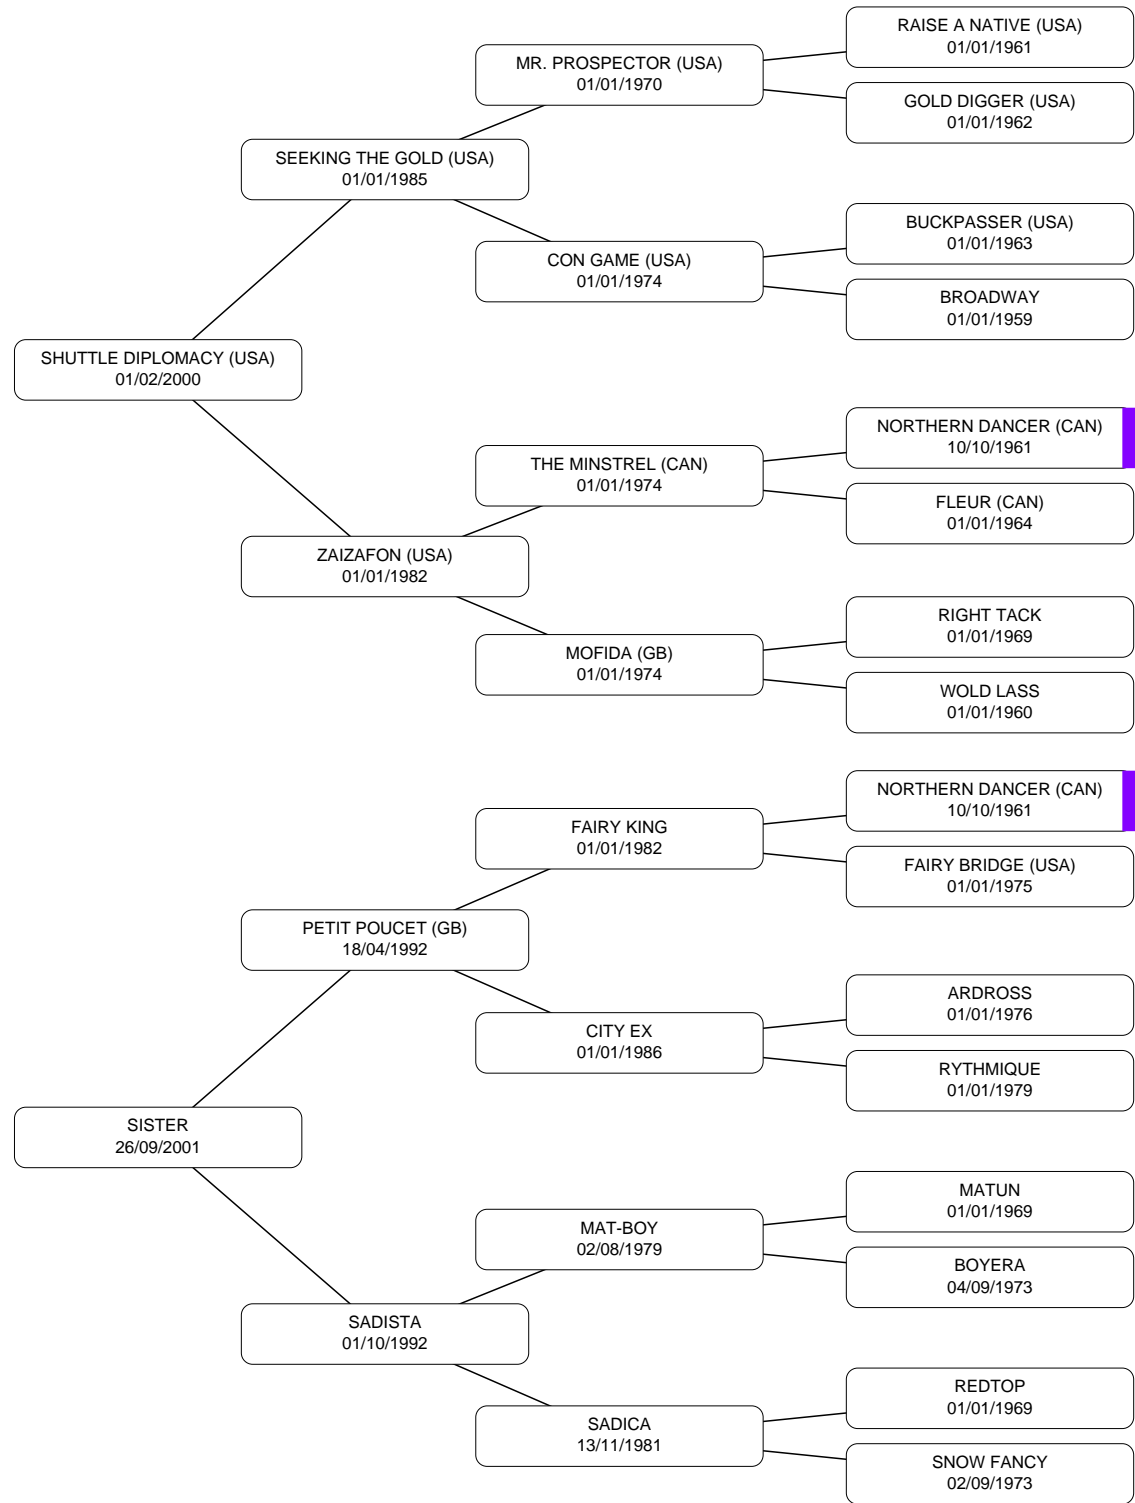 RAISE A NATIVE (USA)
01/01/1961
MR. PROSPECTOR (USA)
01/01/1970
GOLD DIGGER (USA)
01/01/1962
SEEKING THE GOLD (USA)
01/01/1985
BUCKPASSER (USA)
01/01/1963
CON GAME (USA)
01/01/1974
BROADWAY
01/01/1959
SHUTTLE DIPLOMACY (USA)
01/02/2000
NORTHERN DANCER (CAN)
10/10/1961
THE MINSTREL (CAN)
01/01/1974
FLEUR (CAN)
01/01/1964
ZAIZAFON (USA)
01/01/1982
RIGHT TACK
01/01/1969
MOFIDA (GB)
01/01/1974
WOLD LASS
01/01/1960
NORTHERN DANCER (CAN)
10/10/1961
FAIRY KING
01/01/1982
FAIRY BRIDGE (USA)
01/01/1975
PETIT POUCET (GB)
18/04/1992
ARDROSS
01/01/1976
CITY EX
01/01/1986
RYTHMIQUE
01/01/1979
SISTER
26/09/2001
MATUN
01/01/1969
MAT-BOY
02/08/1979
BOYERA
04/09/1973
SADISTA
01/10/1992
REDTOP
01/01/1969
SADICA
13/11/1981
SNOW FANCY
02/09/1973